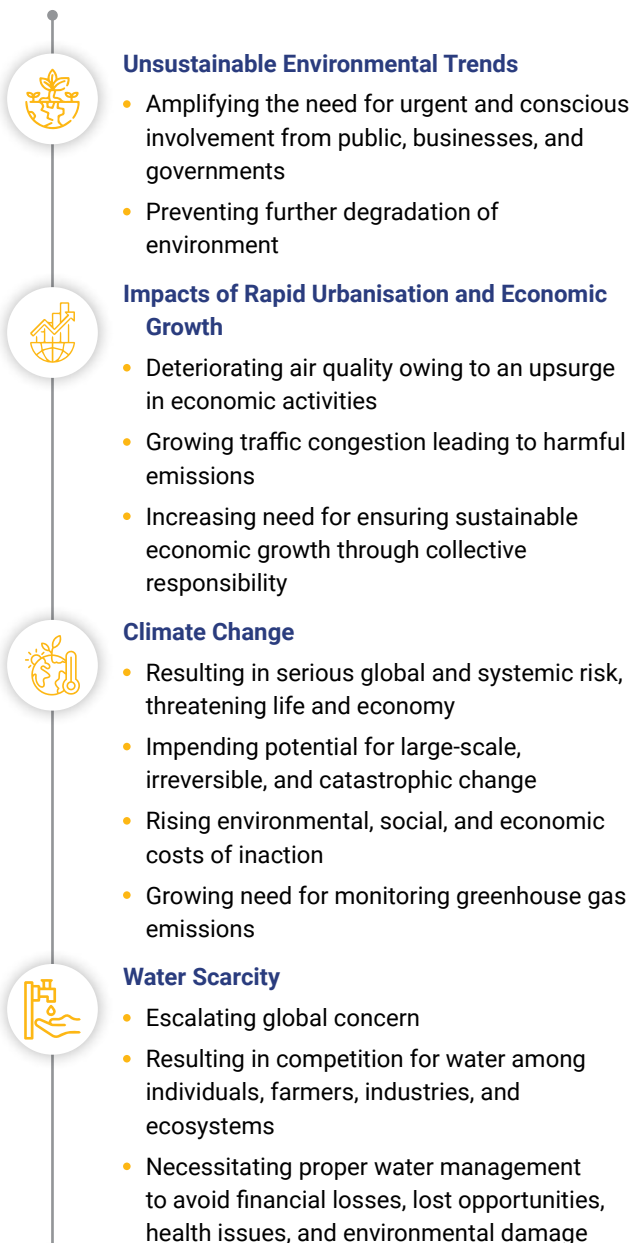 Unsustainable Environmental Trends
• Amplifying the need for urgent and conscious
involvement from public, businesses, and
governments
• Preventing further degradation of
environment
Impacts of Rapid Urbanisation and Economic
Growth
• Deteriorating air quality owing to an upsurge
in economic activities
• Growing traffic congestion leading to harmful
emissions
• Increasing need for ensuring sustainable
economic growth through collective
responsibility
Climate Change
• Resulting in serious global and systemic risk,
threatening life and economy
• Impending potential for large-scale,
irreversible, and catastrophic change
• Rising environmental, social, and economic
costs of inaction
• Growing need for monitoring greenhouse gas
emissions
Water Scarcity
• Escalating global concern
• Resulting in competition for water among
individuals, farmers, industries, and
ecosystems
• Necessitating proper water management
to avoid financial losses, lost opportunities,
health issues, and environmental damage